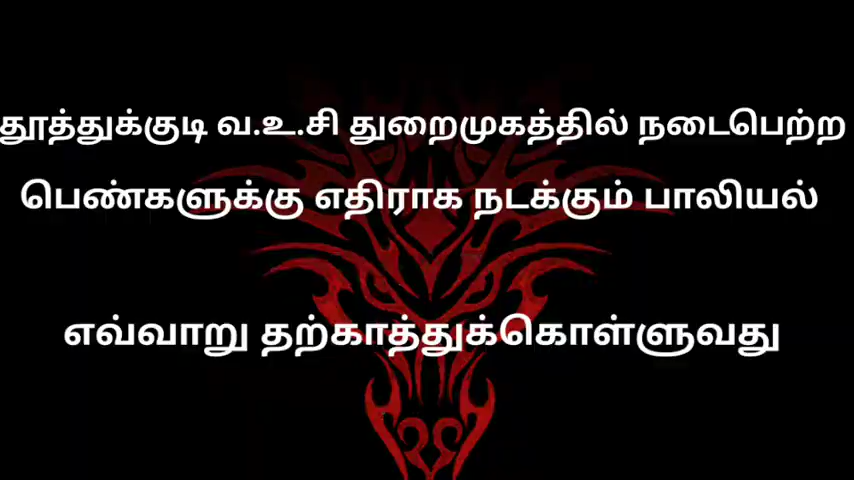 தூத்துக்குடி வ.உ.சி துறைமுகத்தில் நடைபெற்ற
பெண்களுக்கு எதிராக நடக்கும் பாலியல்
எவ்வாறு தற்காத்துக்கொள்ளுவது